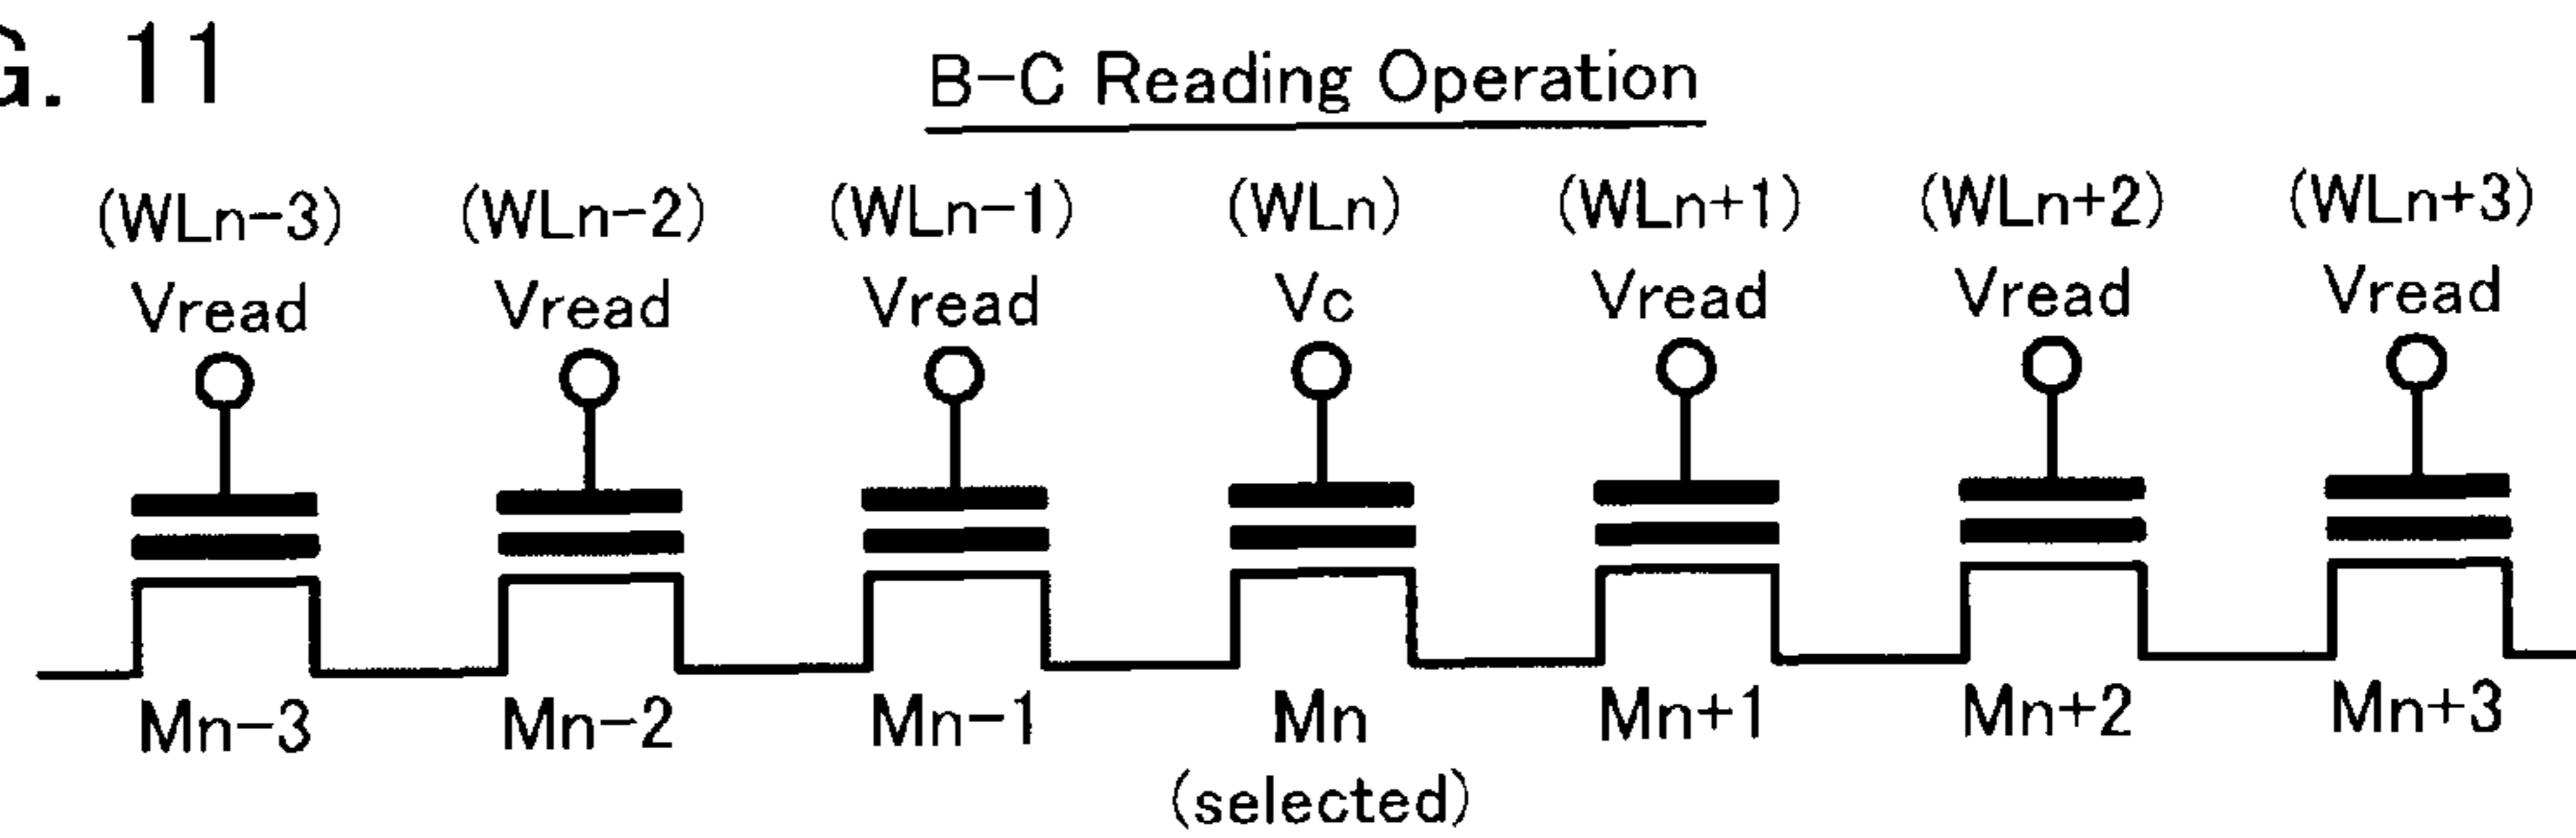 G. 11
B-C Reading Operation
(WLn-3) (WLn-2) (WLn-1) (WLn) (WLn+1) (WLn+2) (WLn+3)
Vread Vread Vread Vc Vread Vread Vread
Mn-3 Mn-2 Mn-1 Mn Mn+1 Mn+2 Mn+3
(selected)